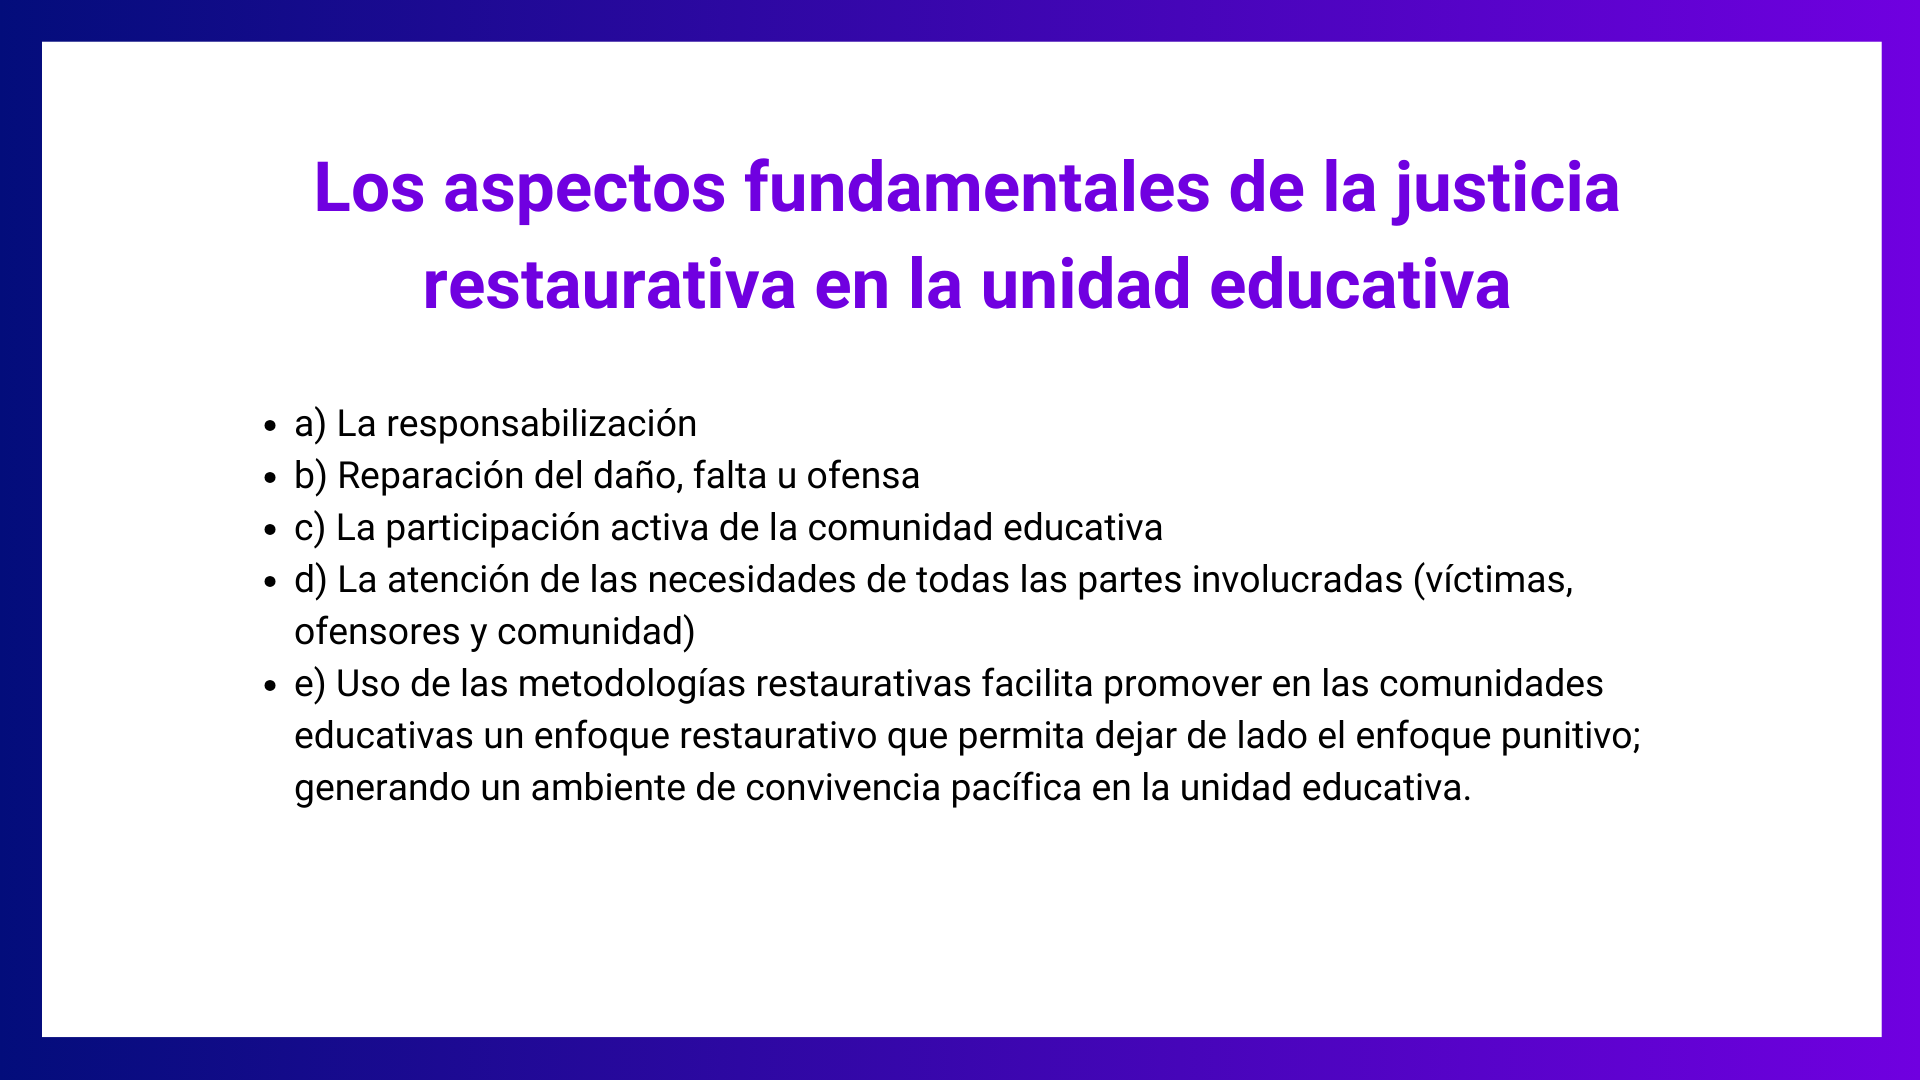 Los aspectos fundamentales de la justicia
restaurativa en la unidad educativa
• a) La responsabilización
• b) Reparación del daño, falta u ofensa
• c) La participación activa de la comunidad educativa
• d) La atención de las necesidades de todas las partes involucradas (víctimas,
ofensores y comunidad)
• e) Uso de las metodologías restaurativas facilita promover en las comunidades
educativas un enfoque restaurativo que permita dejar de lado el enfoque punitivo;
generando un ambiente de convivencia pacífica en la unidad educativa.